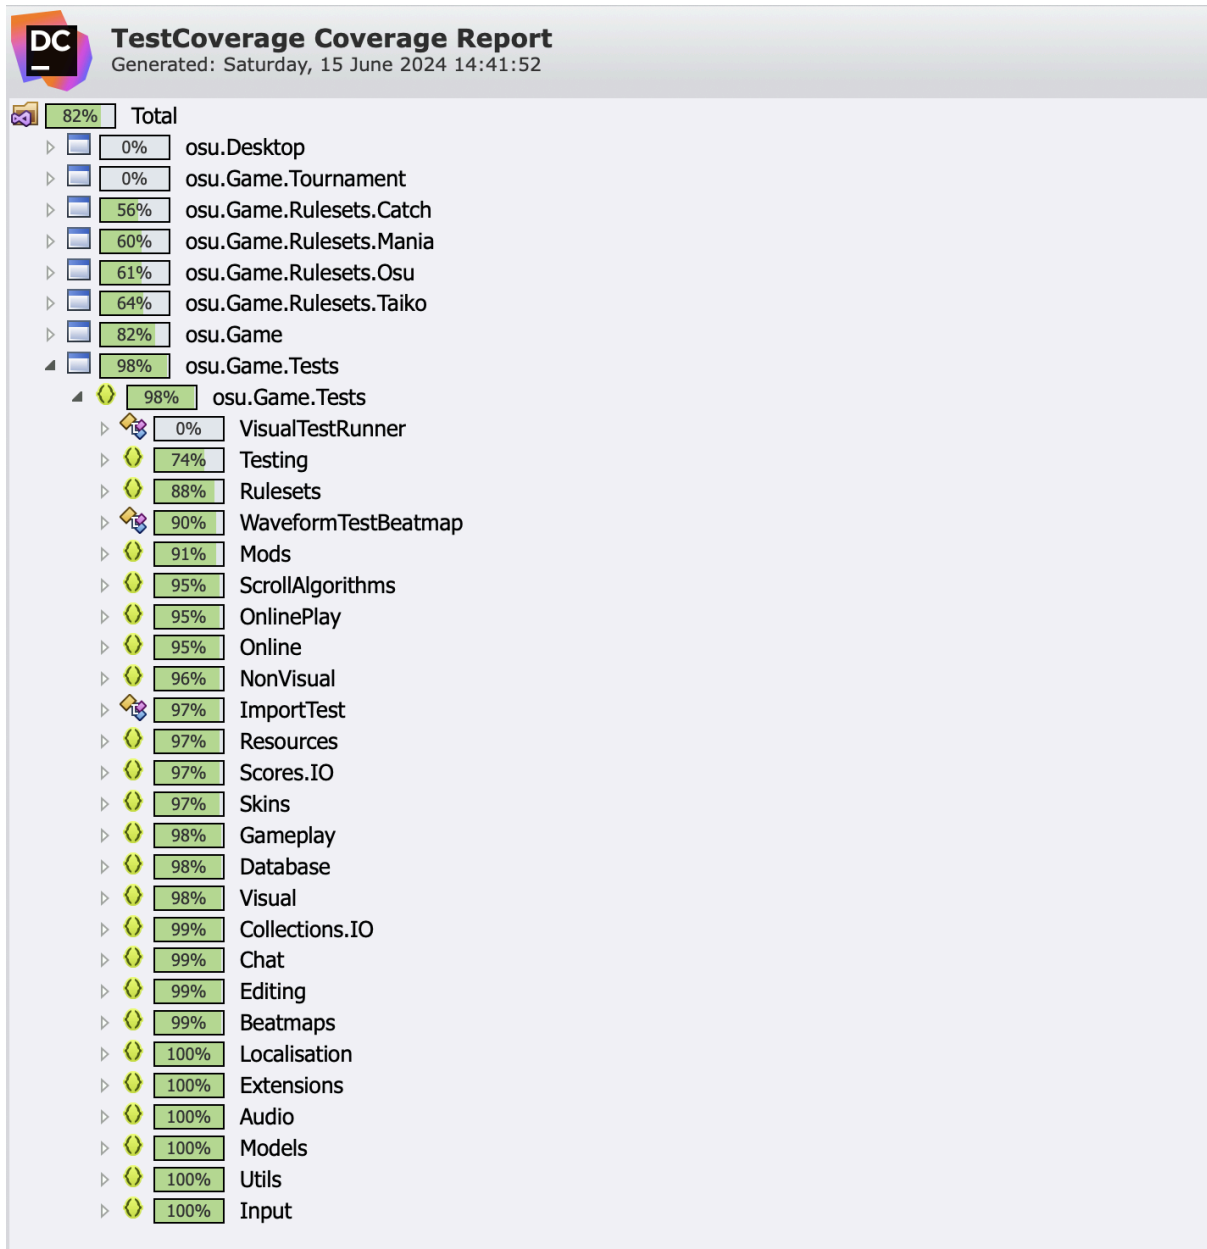 DC
TestCoverage Coverage Report
Generated: Saturday, 15 June 2024 14:41:52
82% Total
0% osu.Desktop
0% osu.Game.Tournament
56% osu.Game.Rulesets.Catch
60% osu.Game.Rulesets.Mania
61% osu.Game.Rulesets.Osu
64% osu.Game.Rulesets.Taiko
82% osu.Game
98% osu.Game.Tests
98% osu.Game.Tests
0% VisualTestRunner
74% Testing
88% Rulesets
90% WaveformTestBeatmap
91% Mods
95% ScrollAlgorithms
95% OnlinePlay
95% Online
96% NonVisual
97% ImportTest
97% Resources
97% Scores.IO
97% Skins
98% Gameplay
98% Database
98% Visual
99% Collections.IO
99% Chat
99% Editing
99% Beatmaps
100% Localisation
100% Extensions
100% Audio
100% Models
100% Utils
100% Input